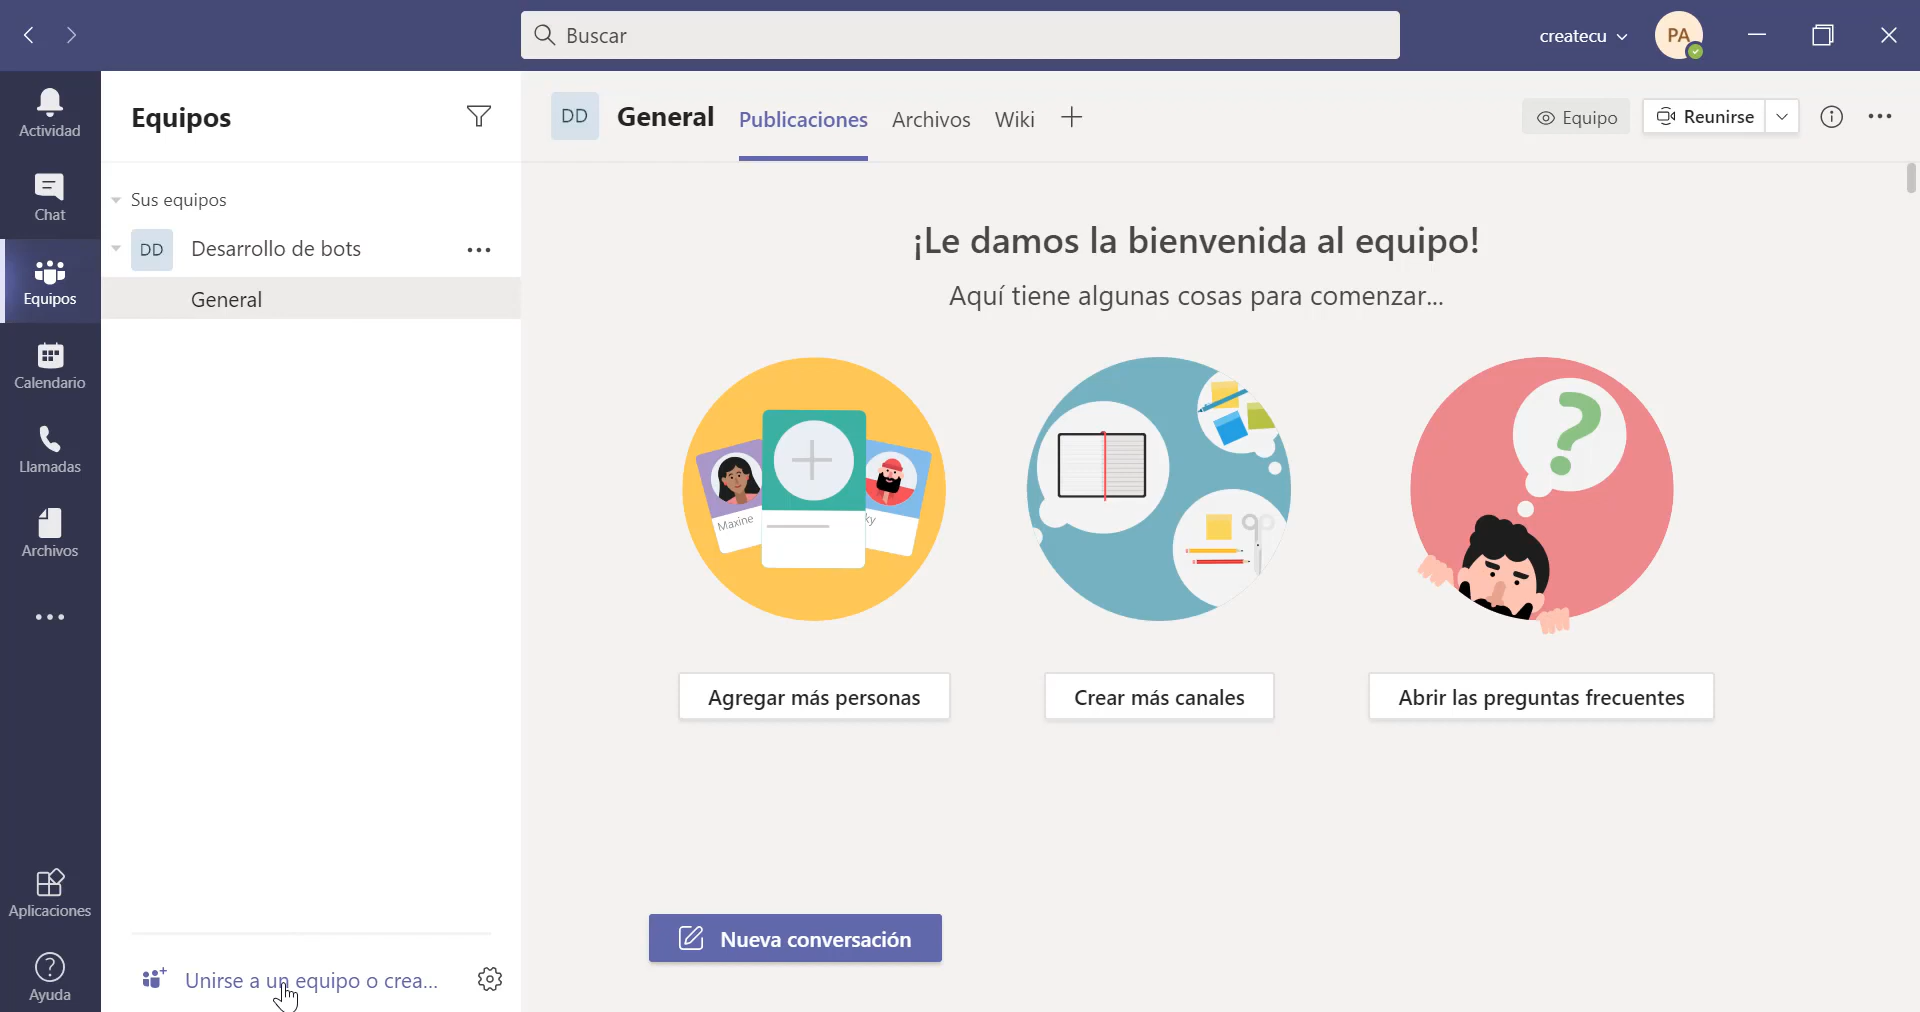 Buscar
createcu
PA
Actividad
Chat
Equipos
Calendario
Llamadas
Archivos
Aplicaciones
Ayuda
Equipos
Sus equipos
DD Desarrollo de bots
General
Unirse a un equipo o crea...
DD General Publicaciones Archivos Wiki
Equipo
Reunirse
¡Le damos la bienvenida al equipo!
Aquí tiene algunas cosas para comenzar...
Maxine
ky
?
Agregar más personas
Crear más canales
Abrir las preguntas frecuentes
Nueva conversación